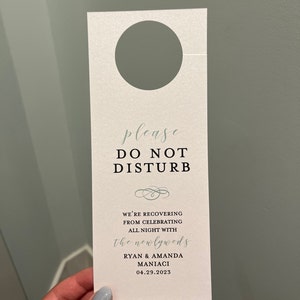 please
DO NOT
DISTURB
WE'RE RECOVERING
FROM CELEBRATING
ALL NIGHT WITH
the newlyweds
RYAN & AMANDA
MANIACI
04.29.2023